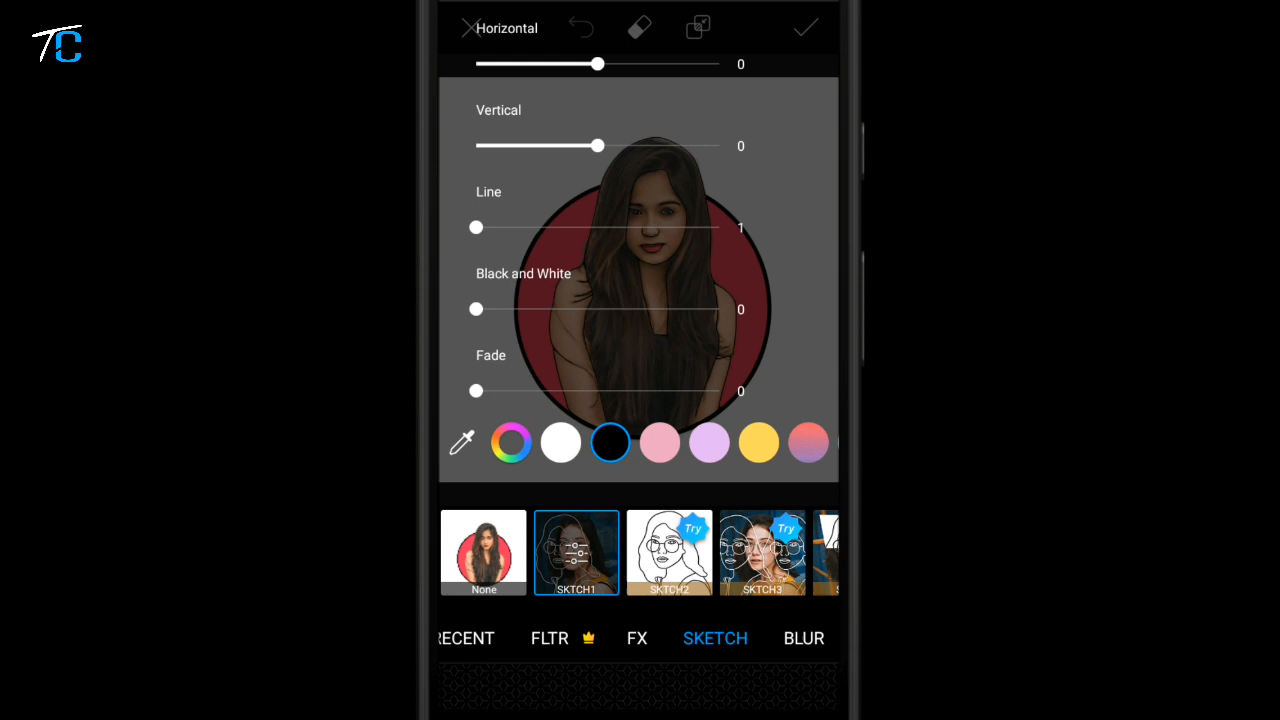 TC
Horizontal
0
Vertical
0
Line
1
Black and White
0
Fade
0
Try
Try
None
SKTCH1
SKTCH2
SKTCH3
RECENT
FLTR
FX
SKETCH
BLUR